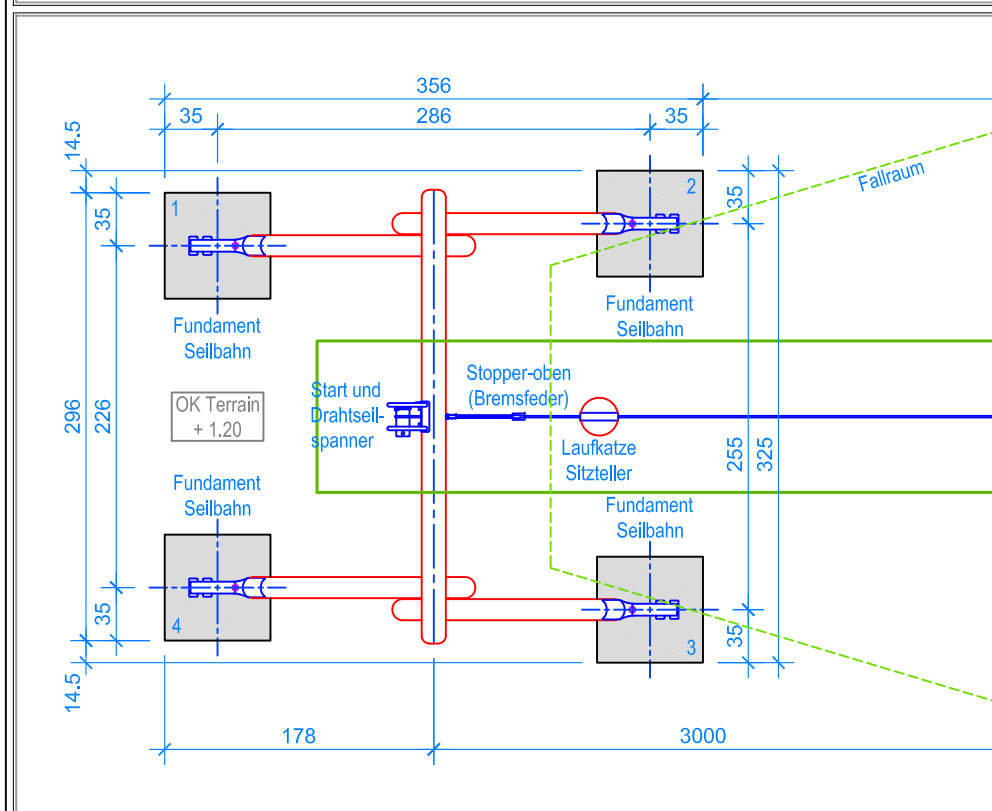 356
35
286
35
14.5
35
1
2
35
Fallraum
Fundament
Seilbahn
Fundament
Seilbahn
Start und
Drahtseil-
spanner
Stopper-oben
(Bremsfeder)
OK Terrain
+ 1.20
Laufkatze
Sitzteller
296
226
255
325
Fundament
Seilbahn
Fundament
Seilbahn
35
4
35
3
14.5
178
3000